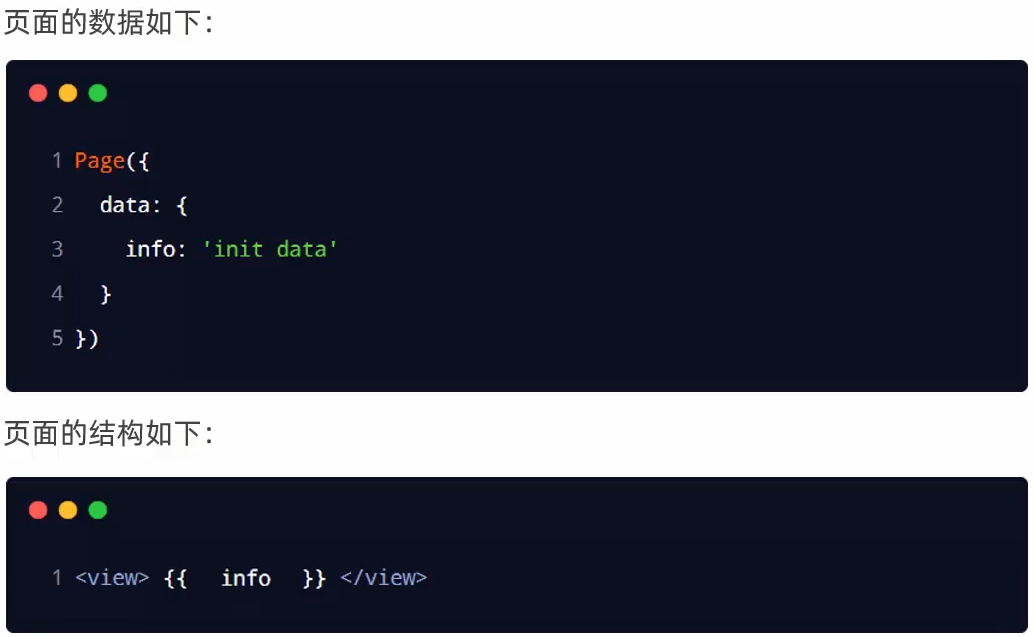 页面的数据如下：
1 Page({
2   data: {
3     info: 'init data'
4   }
5 })
页面的结构如下：
1 <view> {{  info  }} </view>